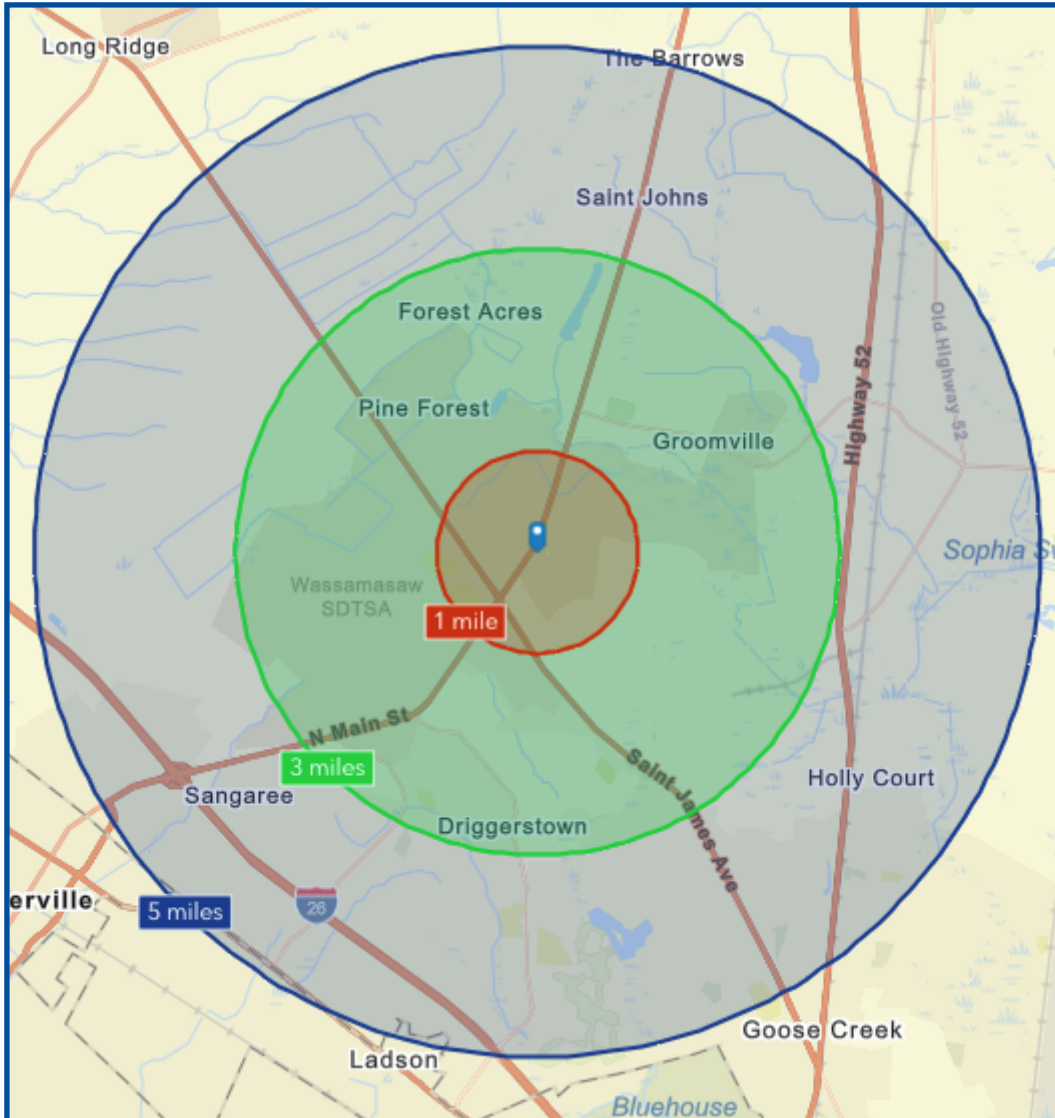 Long Ridge
The Barrows
Saint Johns
Forest Acres
Old Highway 52
Highway 52
Pine Forest
Groomville
Sophia Sw
Wassamasaw
SDTSA
1 mile
N Main St
3 miles
Saint James Ave
Holly Court
Sangaree
Driggerstown
erville
5 miles
26
Goose Creek
Ladson
Bluehouse